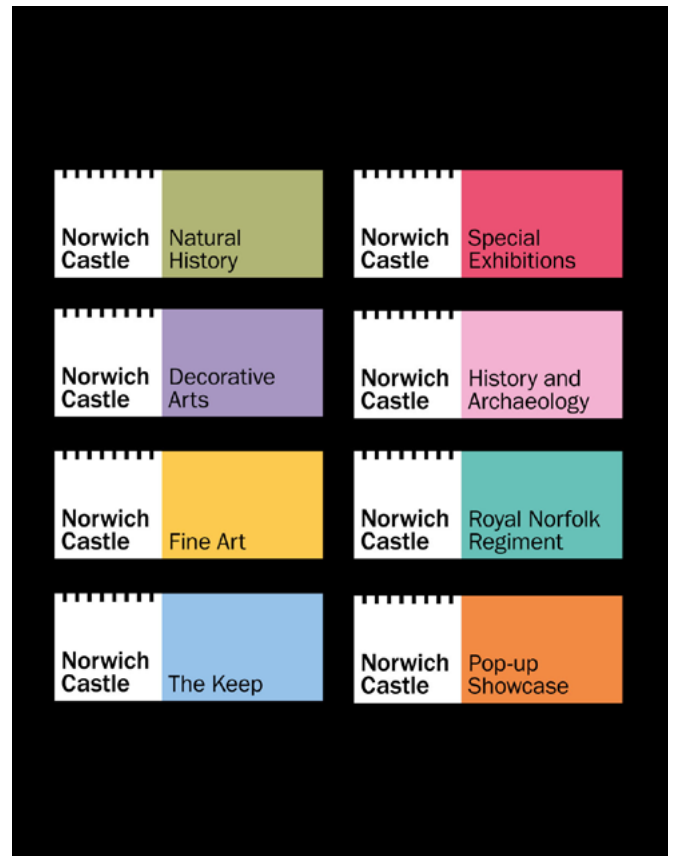 Norwich
Castle
Natural
History
Norwich
Castle
Special
Exhibitions
Norwich
Castle
Decorative
Arts
Norwich
Castle
History and
Archaeology
Norwich
Castle
Fine Art
Norwich
Castle
Royal Norfolk
Regiment
Norwich
Castle
The Keep
Norwich
Castle
Pop-up
Showcase